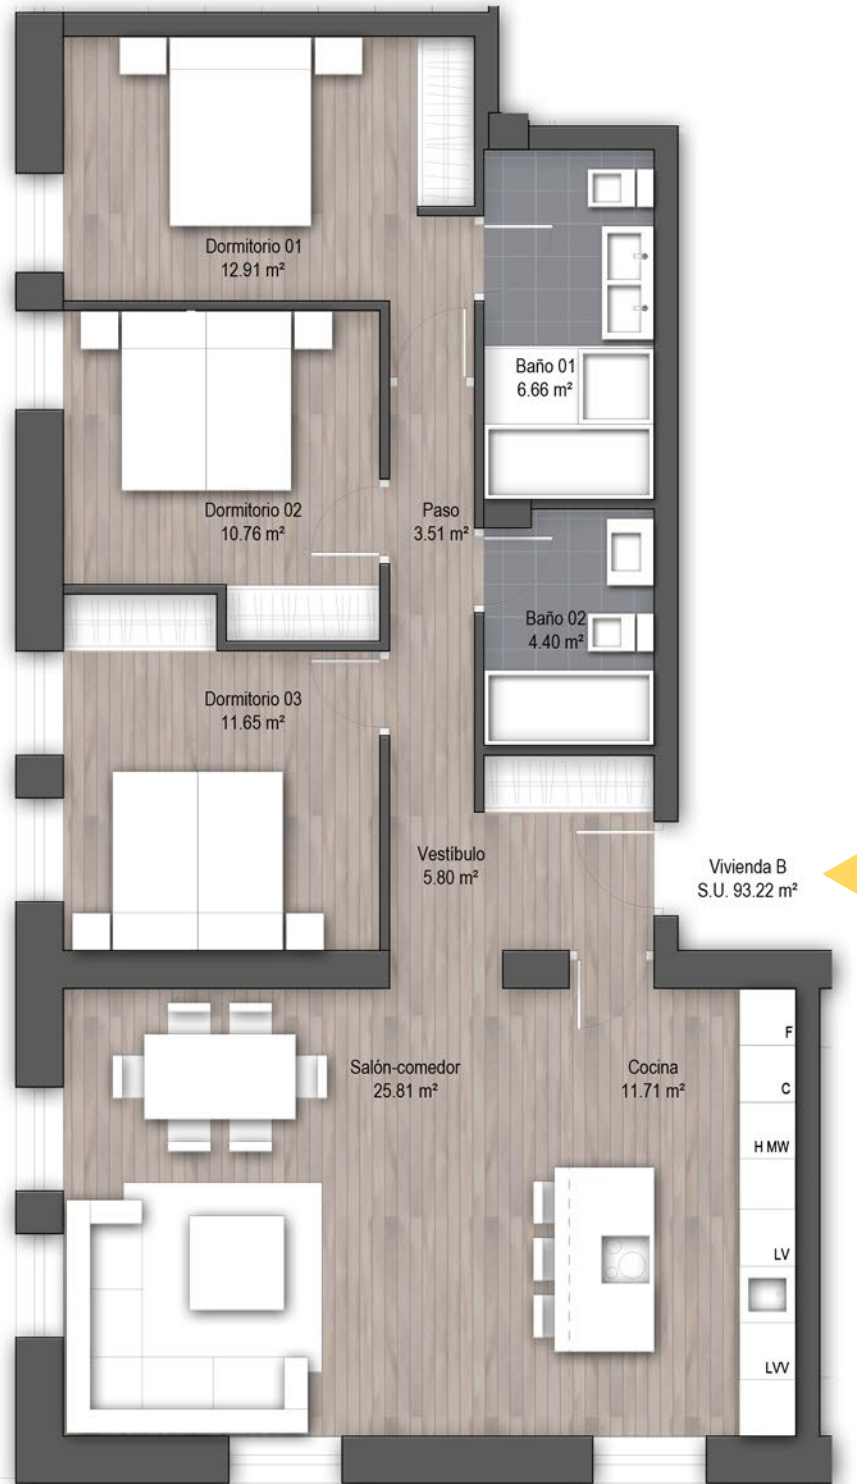 Dormitorio 01
12.91 m²
Baño 01
6.66 m²
Dormitorio 02
10.76 m²
Paso
3.51 m²
Baño 02
4.40 m²
Dormitorio 03
11.65 m²
Vestíbulo
5.80 m²
Vivienda B
S.U. 93.22 m²
Salón-comedor
25.81 m²
Cocina
11.71 m²
F
C
H MW
LV
LVV